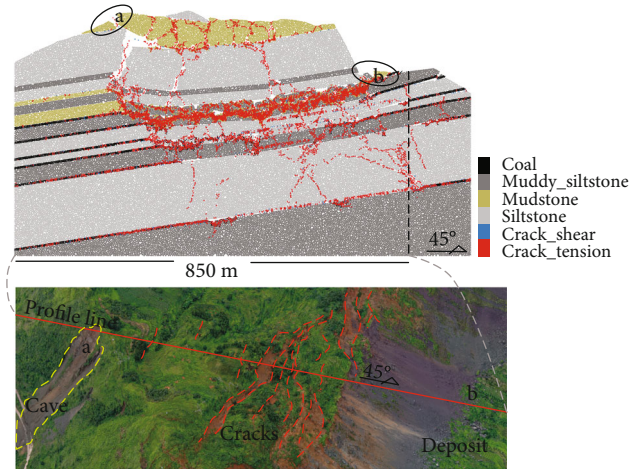 a
b
Coal
Muddy_siltstone
Mudstone
Siltstone
Crack_shear
Crack_tension
45°
850 m
Profile line
a
45°
b
Cave
Cracks
Deposit